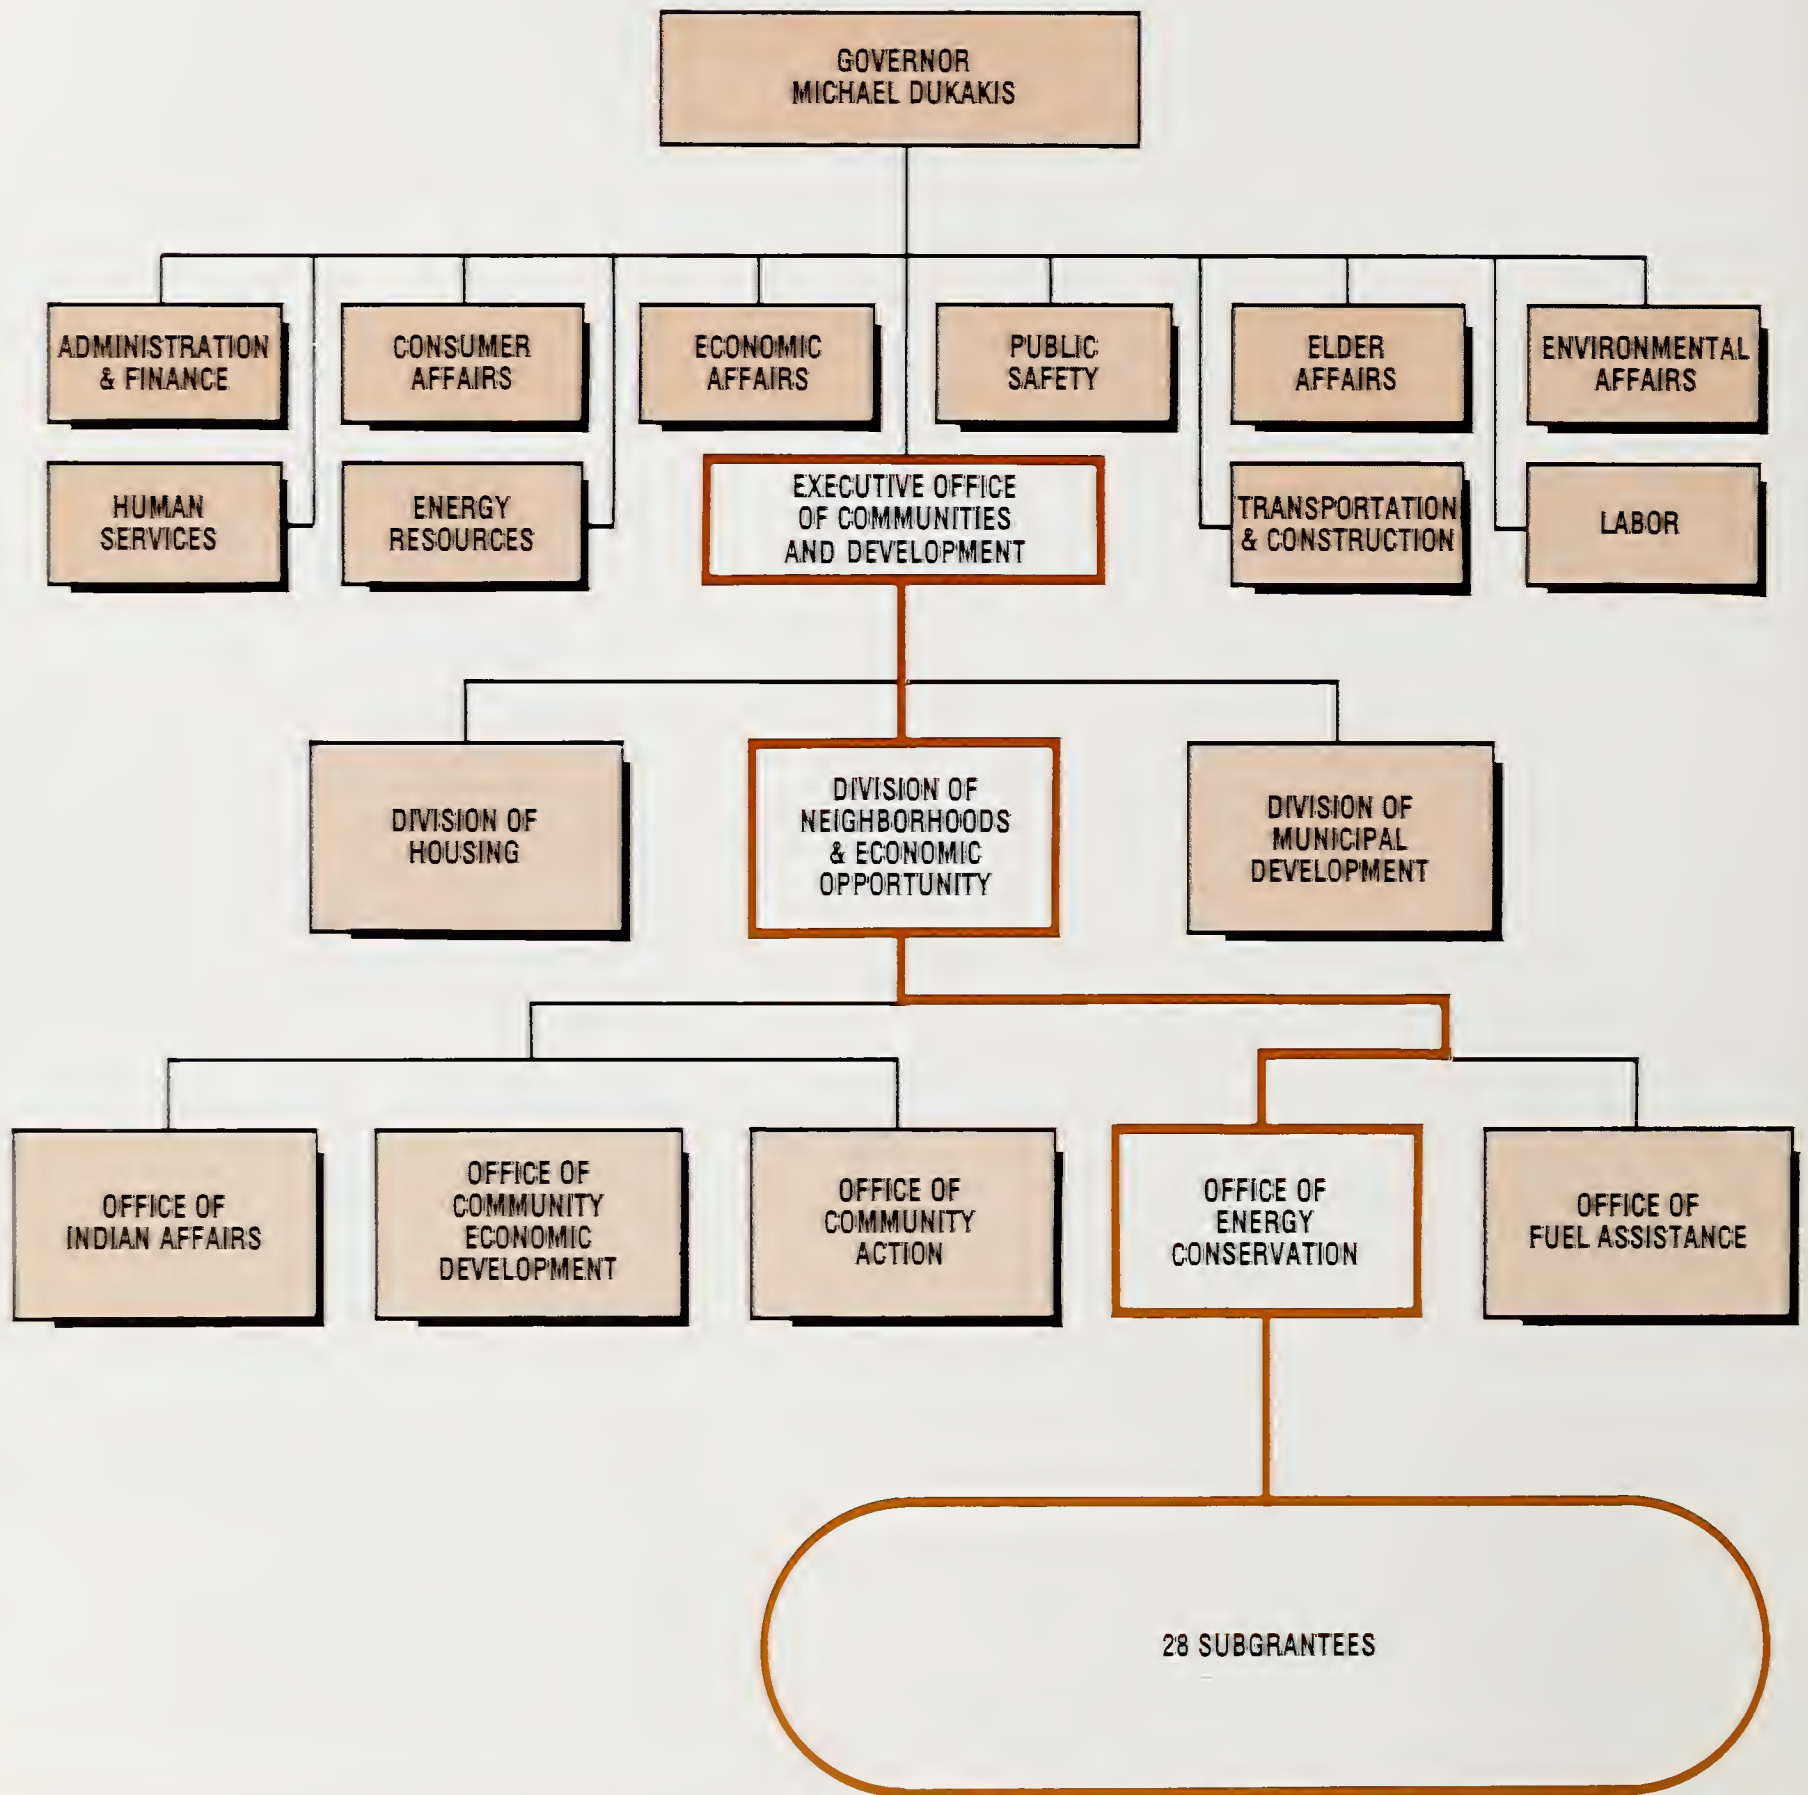 GOVERNOR
MICHAEL DUKAKIS
ADMINISTRATION
& FINANCE
CONSUMER
AFFAIRS
ECONOMIC
AFFAIRS
PUBLIC
SAFETY
ELDER
AFFAIRS
ENVIRONMENTAL
AFFAIRS
HUMAN
SERVICES
ENERGY
RESOURCES
EXECUTIVE OFFICE
OF COMMUNITIES
AND DEVELOPMENT
TRANSPORTATION
& CONSTRUCTION
LABOR
DIVISION OF
HOUSING
DIVISION OF
NEIGHBORHOODS
& ECONOMIC
OPPORTUNITY
DIVISION OF
MUNICIPAL
DEVELOPMENT
OFFICE OF
INDIAN AFFAIRS
OFFICE OF
COMMUNITY
ECONOMIC
DEVELOPMENT
OFFICE OF
COMMUNITY
ACTION
OFFICE OF
ENERGY
CONSERVATION
OFFICE OF
FUEL ASSISTANCE
28 SUBGRANTEES